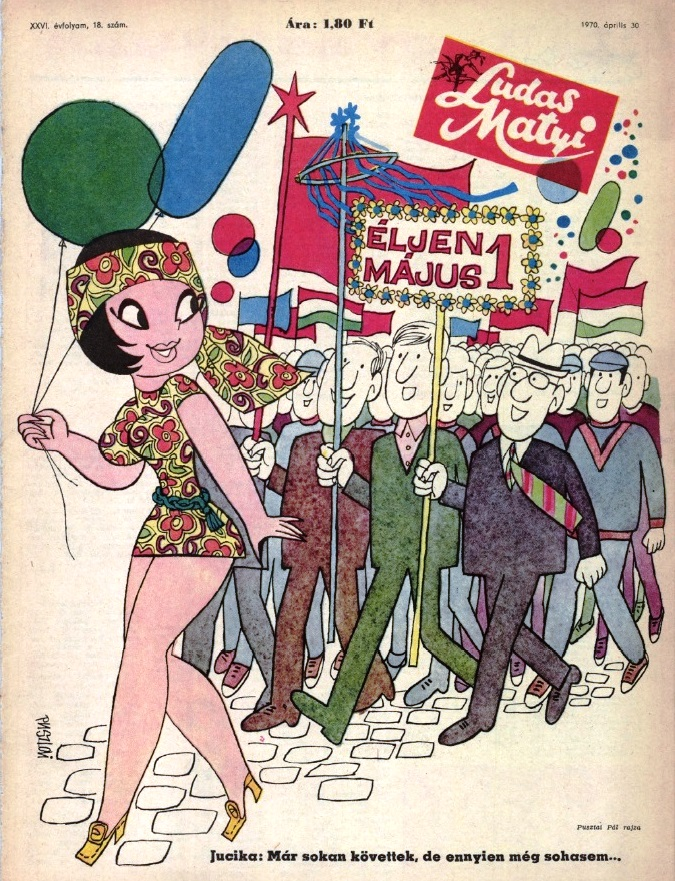 XXVI. évfolyam, 18. szám.
Ára: 1,80 Ft
1970. április 30
Ludas
Matyi
ÉLJEN
MÁJUS 1
PUSZTAI
Pusztai Pál rajza
Jucika: Már sokan követtek, de ennyien még sohasem...